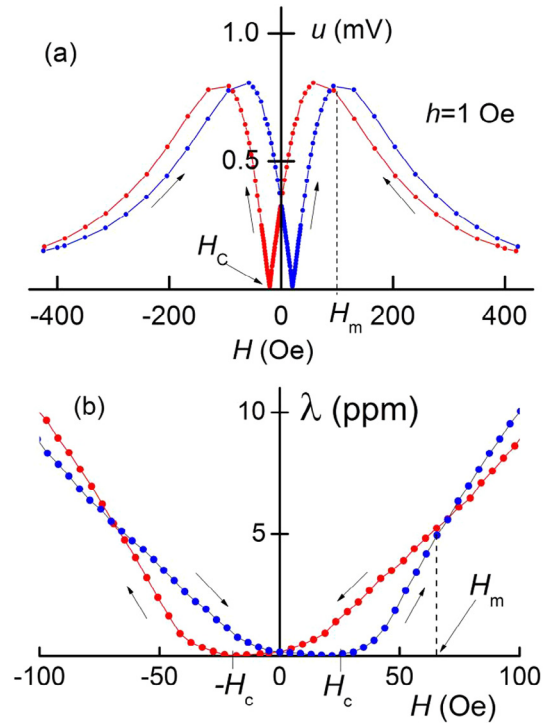 (a)
u (mV)
1.0
h=1 Oe
0.5
H_C
H_m
-400 -200 0 200 400
H (Oe)
(b)
10
λ (ppm)
5
H_m
-100 -50 0 50 100
-H_c H_c
H (Oe)